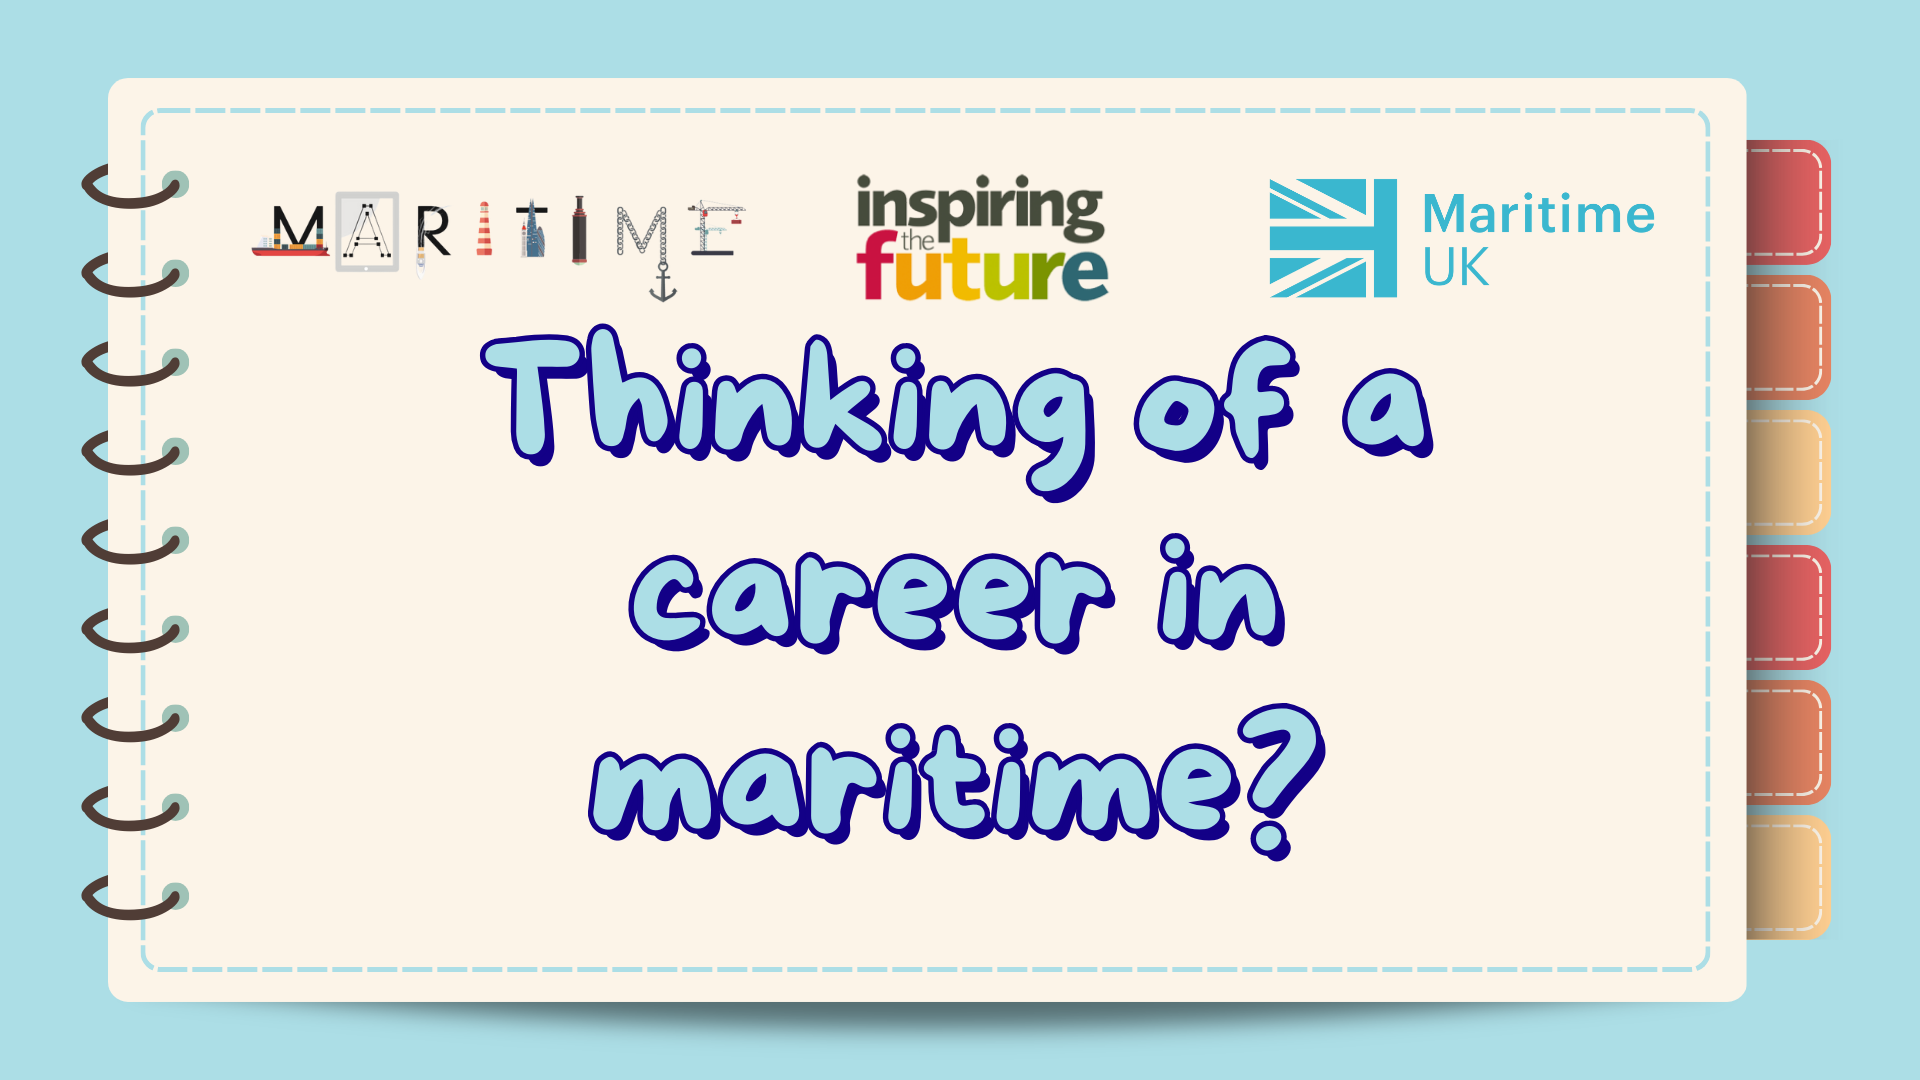 MARITIME
inspiring
the
future
Maritime
UK
Thinking of a
career in
maritime?